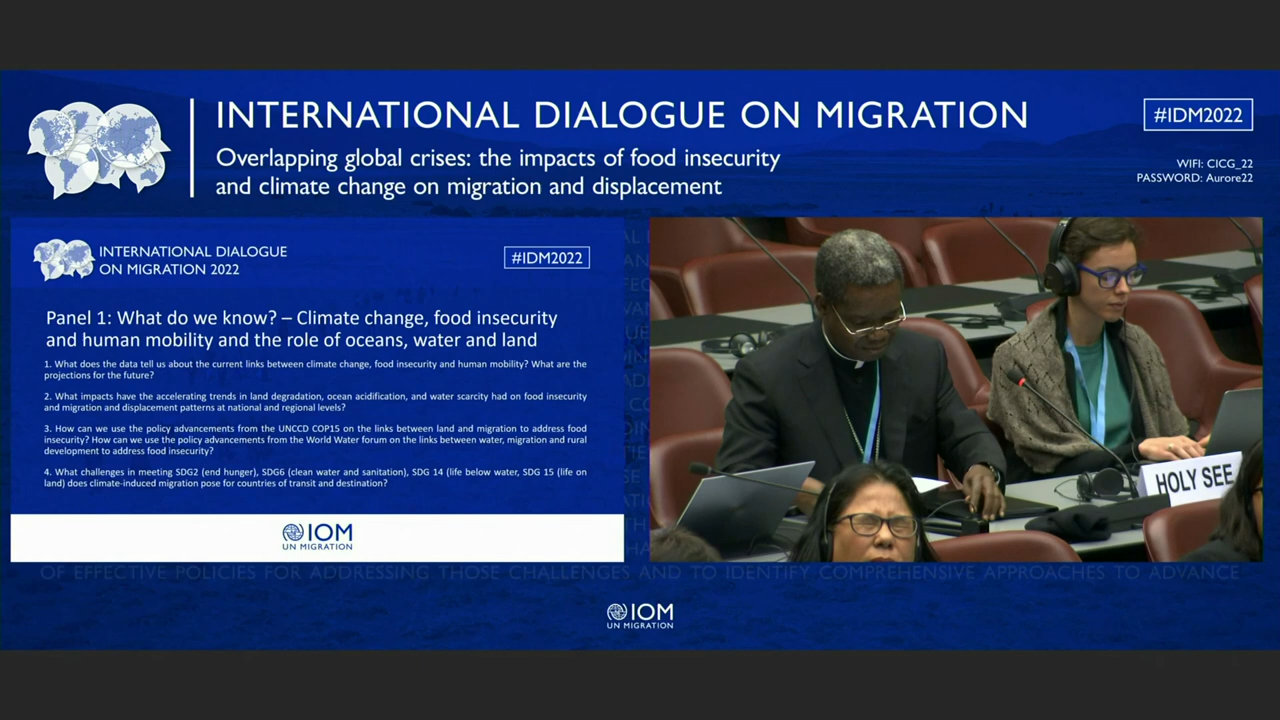 INTERNATIONAL DIALOGUE ON MIGRATION
Overlapping global crises: the impacts of food insecurity
and climate change on migration and displacement
#IDM2022
WIFI: CICG_22
PASSWORD: Aurore22
INTERNATIONAL DIALOGUE
ON MIGRATION 2022
#IDM2022
Panel 1: What do we know? – Climate change, food insecurity
and human mobility and the role of oceans, water and land
1. What does the data tell us about the current links between climate change, food insecurity and human mobility? What are the
projections for the future?
2. What impacts have the accelerating trends in land degradation, ocean acidification, and water scarcity had on food insecurity
and migration and displacement patterns at national and regional levels?
3. How can we use the policy advancements from the UNCCD COP15 on the links between land and migration to address food
insecurity? How can we use the policy advancements from the World Water forum on the links between water, migration and rural
development to address food insecurity?
4. What challenges in meeting SDG2 (end hunger), SDG6 (clean water and sanitation), SDG 14 (life below water, SDG 15 (life on
land) does climate-induced migration pose for countries of transit and destination?
IOM
UN MIGRATION
HOLY SEE
OF EFFECTIVE POLICIES FOR ADDRESSING THOSE CHALLENGES AND TO IDENTIFY COMPREHENSIVE APPROACHES TO ADVANCE
IOM
UN MIGRATION